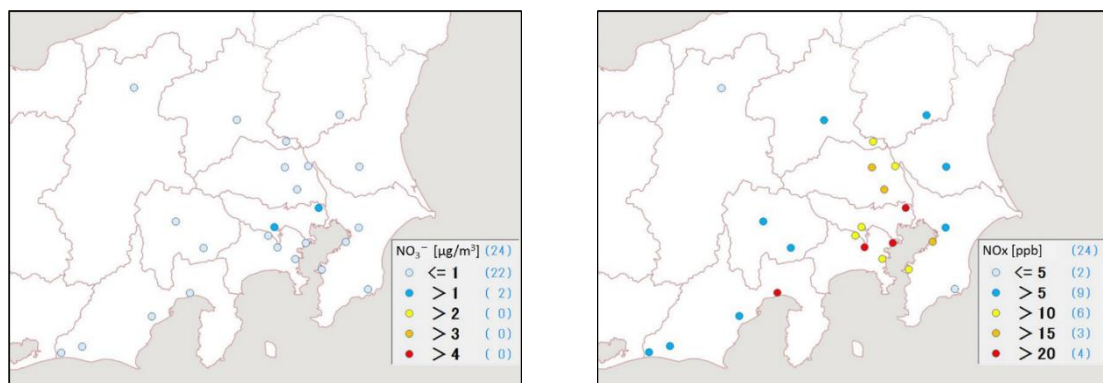 NO₃⁻ [μg/m³] (24)
<= 1 (22)
> 1 ( 2)
> 2 ( 0)
> 3 ( 0)
> 4 ( 0)
NOx [ppb] (24)
<= 5 (2)
> 5 (9)
> 10 (6)
> 15 (3)
> 20 (4)